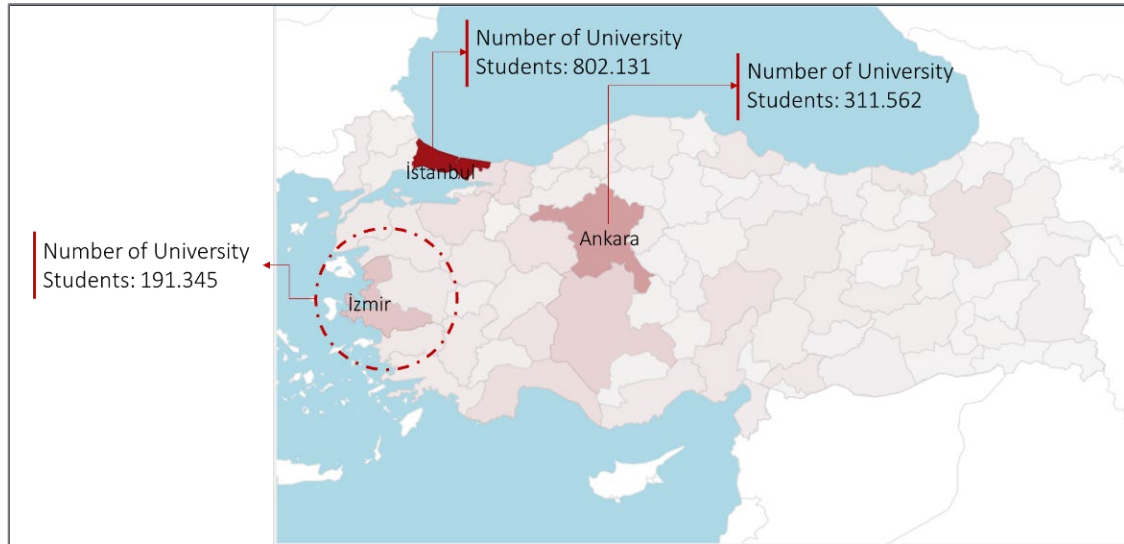 Number of University
Students: 802.131
Number of University
Students: 311.562
İstanbul
Ankara
Number of University
Students: 191.345
İzmir